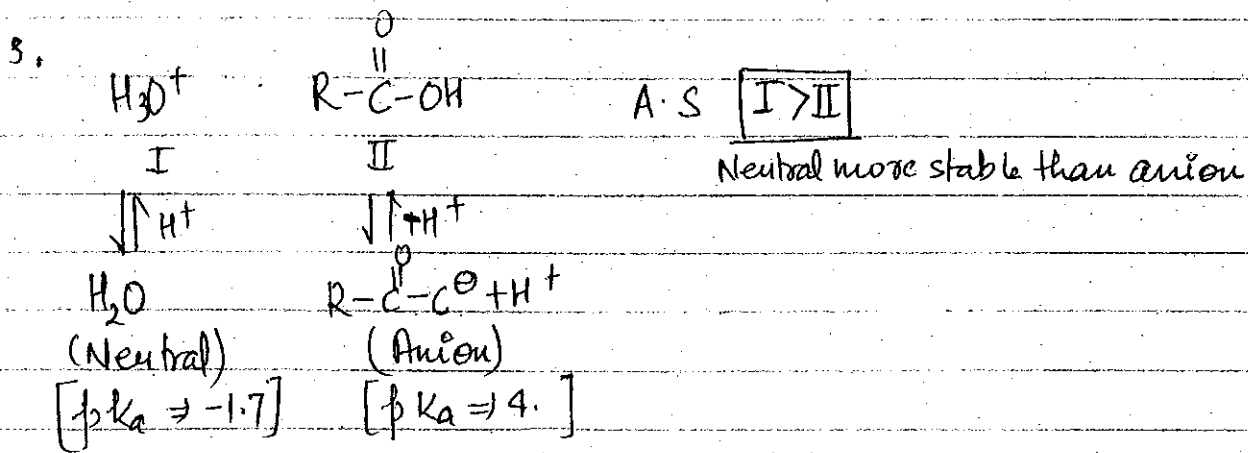 3.
O
||
H3O⁺ R-C-OH A.S I>II
I II Neutral more stable than anion
⇅ H⁺ ⇅ +H⁺
O
||
H₂O R-C-C⊖ +H⁺
(Neutral) (Anion)
[pKa ⇒ -1.7] [pKa ⇒ 4. ]